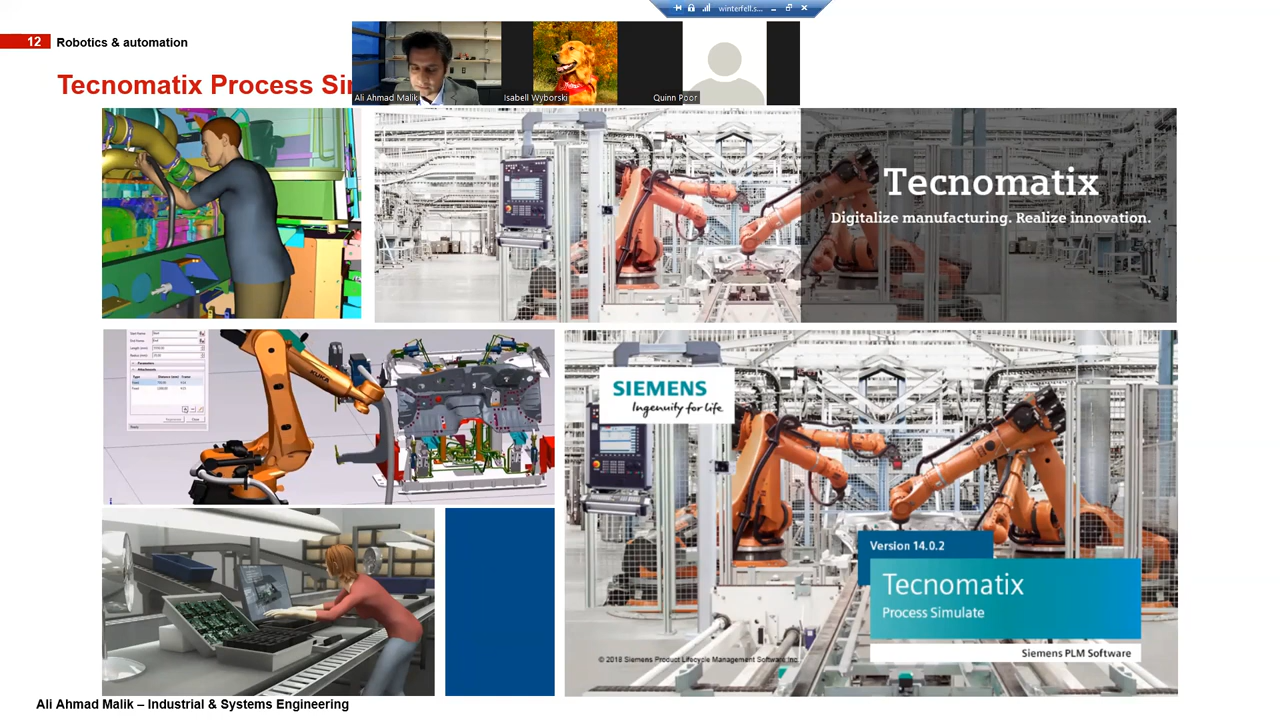 winterfell.s...
12
Robotics & automation
Tecnomatix Process Si
Ali Ahmad Malik
Isabell Wyborski
Quinn Poor
Tecnomatix
Digitalize manufacturing. Realize innovation.
KUKA
SIEMENS
Ingenuity for life
Version 14.0.2
Tecnomatix
Process Simulate
Siemens PLM Software
© 2018 Siemens Product Lifecycle Management Software Inc
Ali Ahmad Malik – Industrial & Systems Engineering